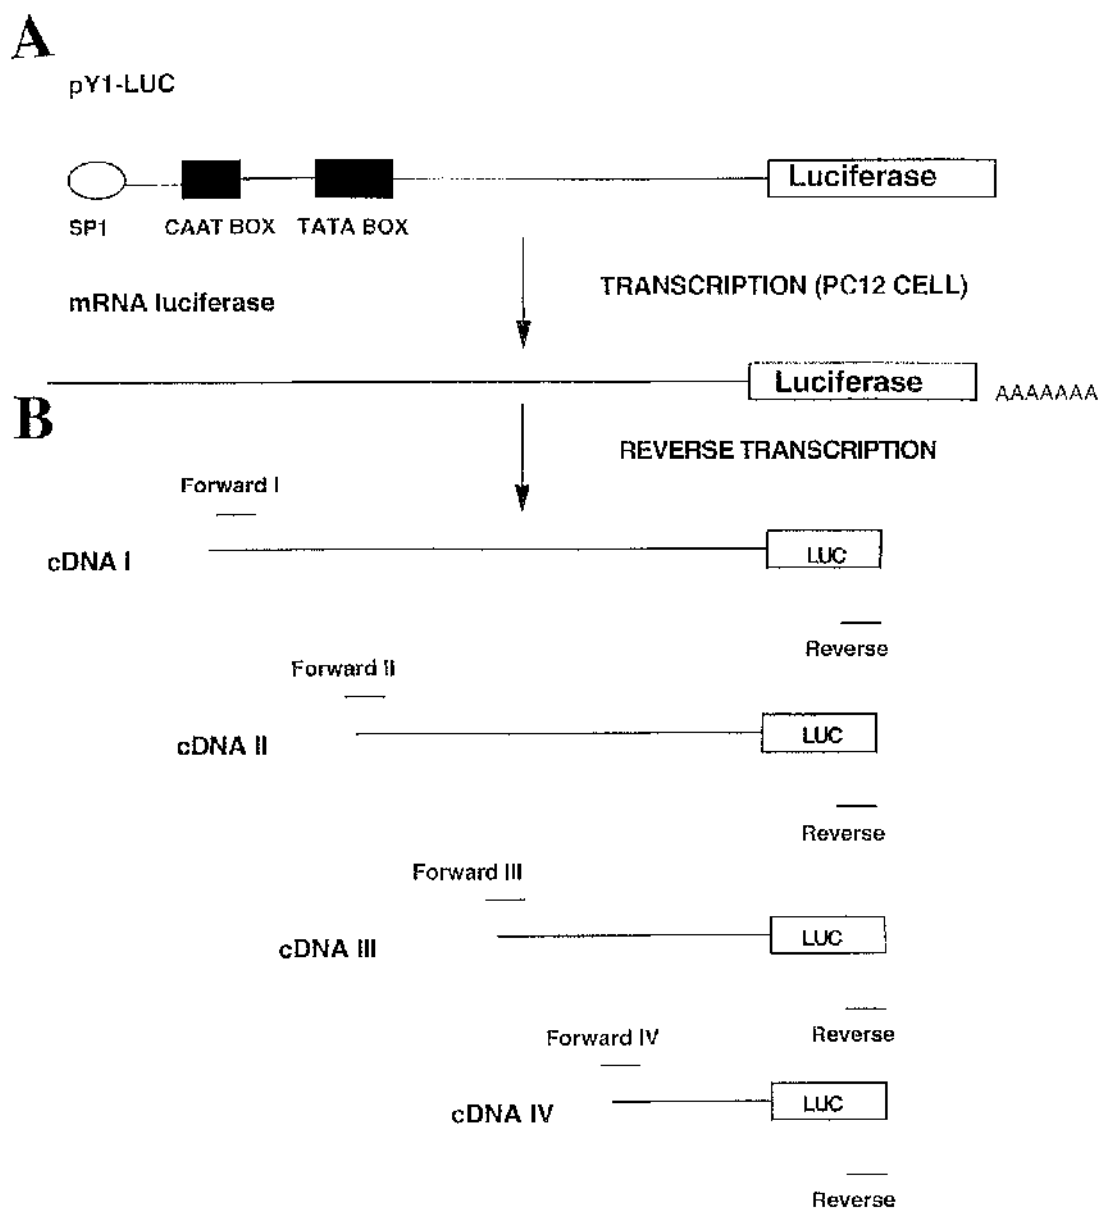 A
pY1-LUC
Luciferase
SP1 CAAT BOX TATA BOX
TRANSCRIPTION (PC12 CELL)
mRNA luciferase
Luciferase
AAAAAAA
B
REVERSE TRANSCRIPTION
Forward I
cDNA I
LUC
Reverse
Forward II
cDNA II
LUC
Reverse
Forward III
cDNA III
LUC
Reverse
Forward IV
cDNA IV
LUC
Reverse